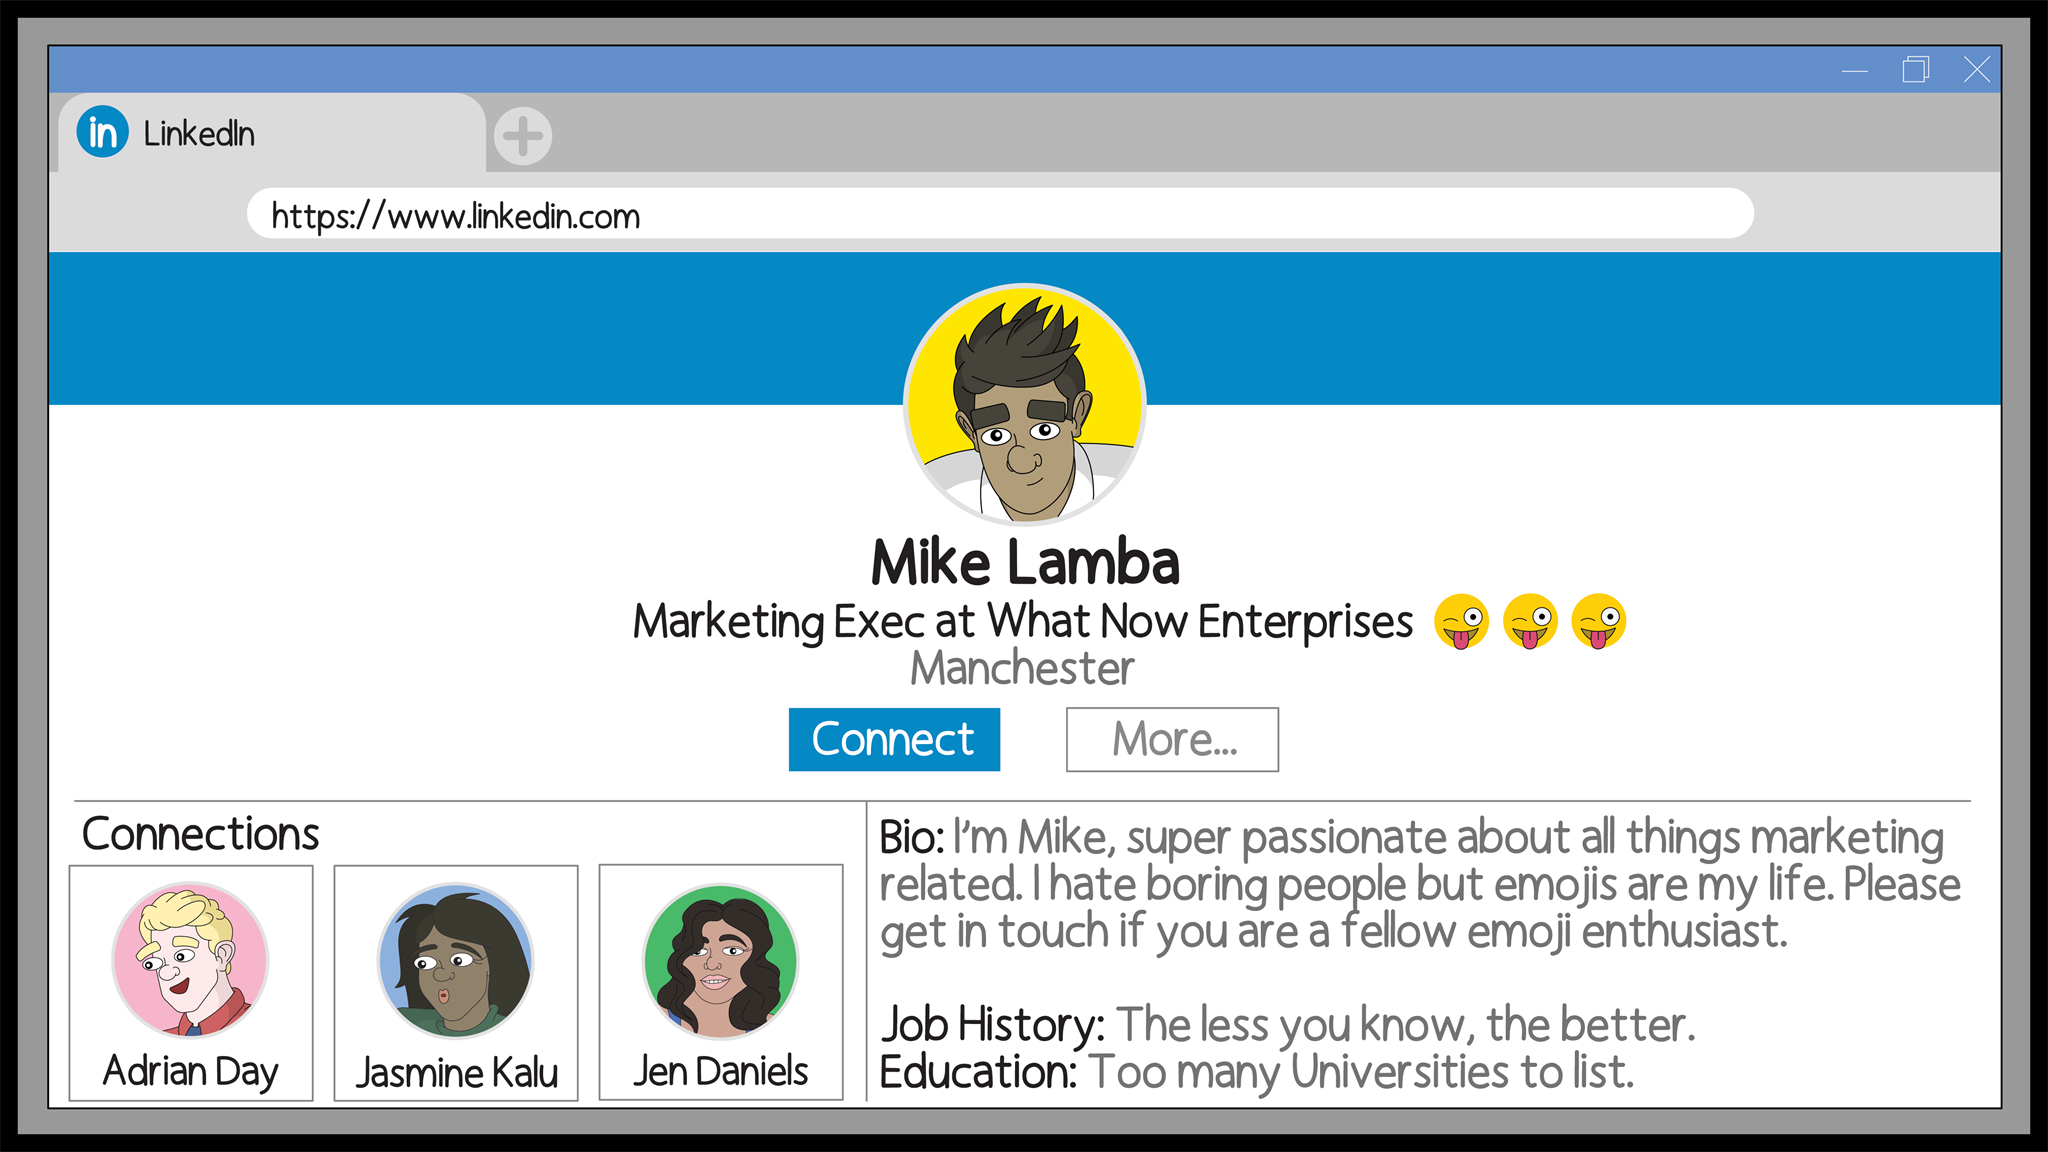 in LinkedIn
https://www.linkedin.com
Mike Lamba
Marketing Exec at What Now Enterprises 😜 😜 😜
Manchester
Connect
More...
Connections
Adrian Day
Jasmine Kalu
Jen Daniels
Bio: I'm Mike, super passionate about all things marketing
related. I hate boring people but emojis are my life. Please
get in touch if you are a fellow emoji enthusiast.
Job History: The less you know, the better.
Education: Too many Universities to list.